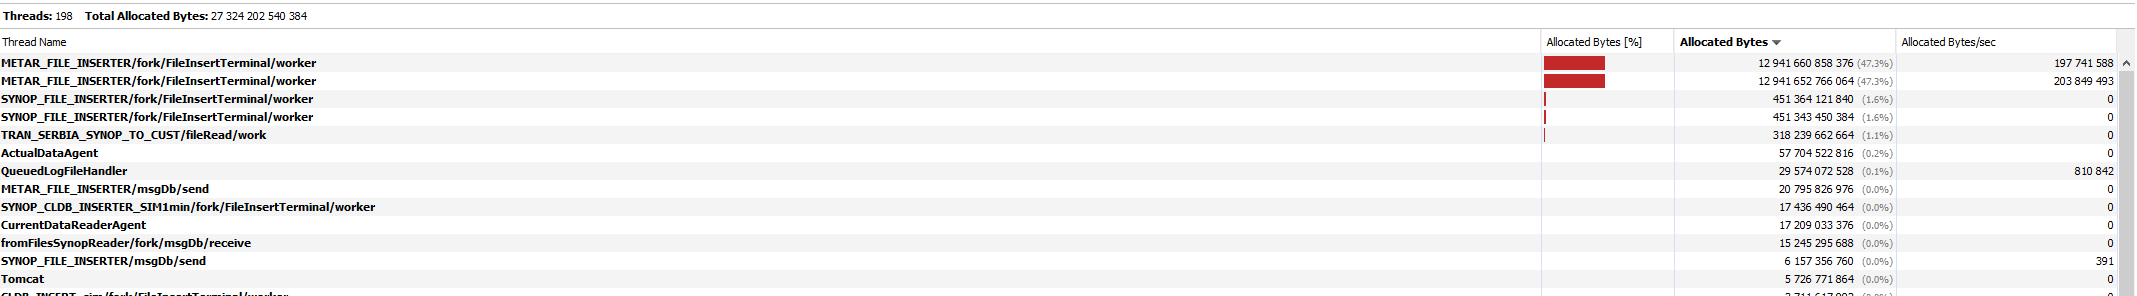 Threads: 198 Total Allocated Bytes: 27 324 202 540 384
Thread Name Allocated Bytes [%] Allocated Bytes Allocated Bytes/sec
METAR_FILE_INSERTER/fork/FileInsertTerminal/worker 12 941 660 858 376 (47.3%) 197 741 588
METAR_FILE_INSERTER/fork/FileInsertTerminal/worker 12 941 652 766 064 (47.3%) 203 849 493
SYNOP_FILE_INSERTER/fork/FileInsertTerminal/worker 451 364 121 840 (1.6%) 0
SYNOP_FILE_INSERTER/fork/FileInsertTerminal/worker 451 343 450 384 (1.6%) 0
TRAN_SERBIA_SYNOP_TO_CUST/fileRead/work 318 239 662 664 (1.1%) 0
ActualDataAgent 57 704 522 816 (0.2%) 0
QueuedLogFileHandler 29 574 072 528 (0.1%) 810 842
METAR_FILE_INSERTER/msgDb/send 20 795 826 976 (0.0%) 0
SYNOP_CLDB_INSERTER_SIM1min/fork/FileInsertTerminal/worker 17 436 490 464 (0.0%) 0
CurrentDataReaderAgent 17 209 033 376 (0.0%) 0
fromFilesSynopReader/fork/msgDb/receive 15 245 295 688 (0.0%) 0
SYNOP_FILE_INSERTER/msgDb/send 6 157 356 760 (0.0%) 391
Tomcat 5 726 771 864 (0.0%) 0